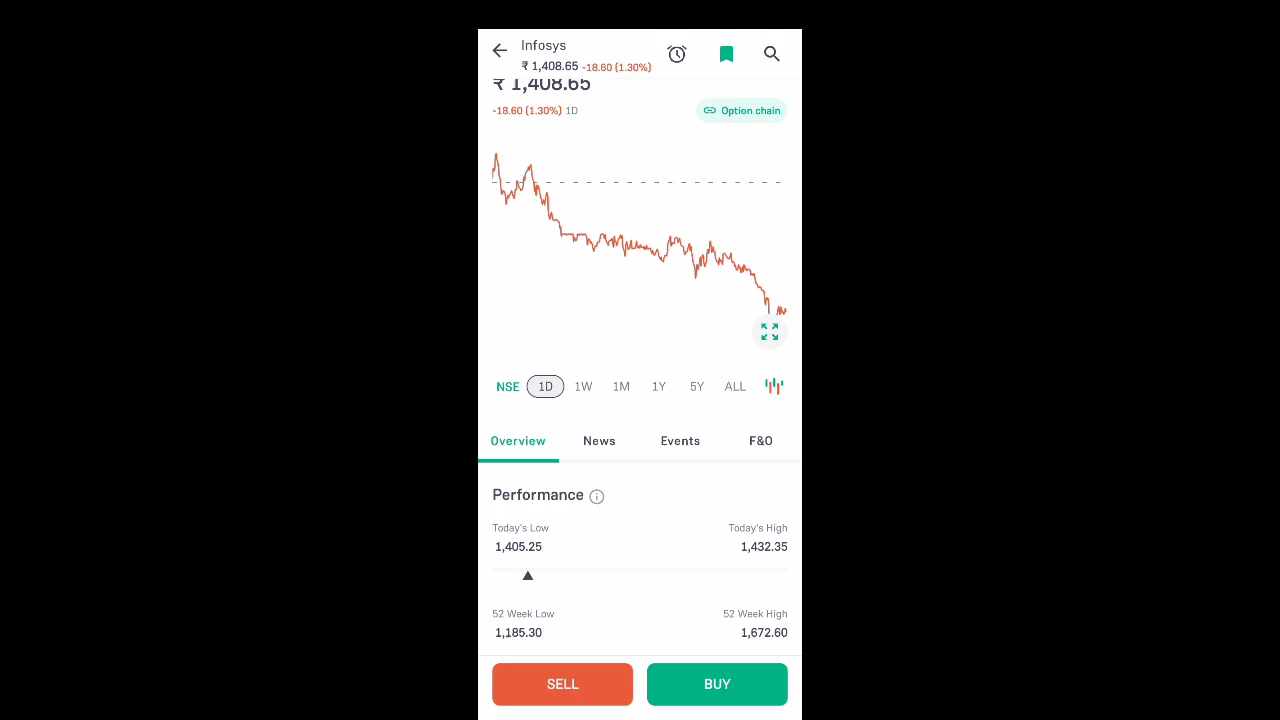 Infosys
₹ 1,408.65 -18.60 (1.30%)
₹ 1,408.65
-18.60 (1.30%) 1D
Option chain
NSE 1D 1W 1M 1Y 5Y ALL
Overview News Events F&O
Performance
Today's Low Today's High
1,405.25 1,432.35
52 Week Low 52 Week High
1,185.30 1,672.60
SELL BUY